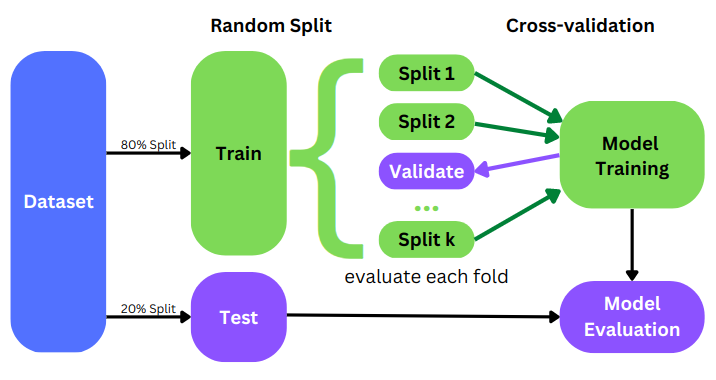 Random Split
Cross-validation
Dataset
80% Split
Train
Split 1
Split 2
Validate
...
Split k
evaluate each fold
Model
Training
20% Split
Test
Model
Evaluation